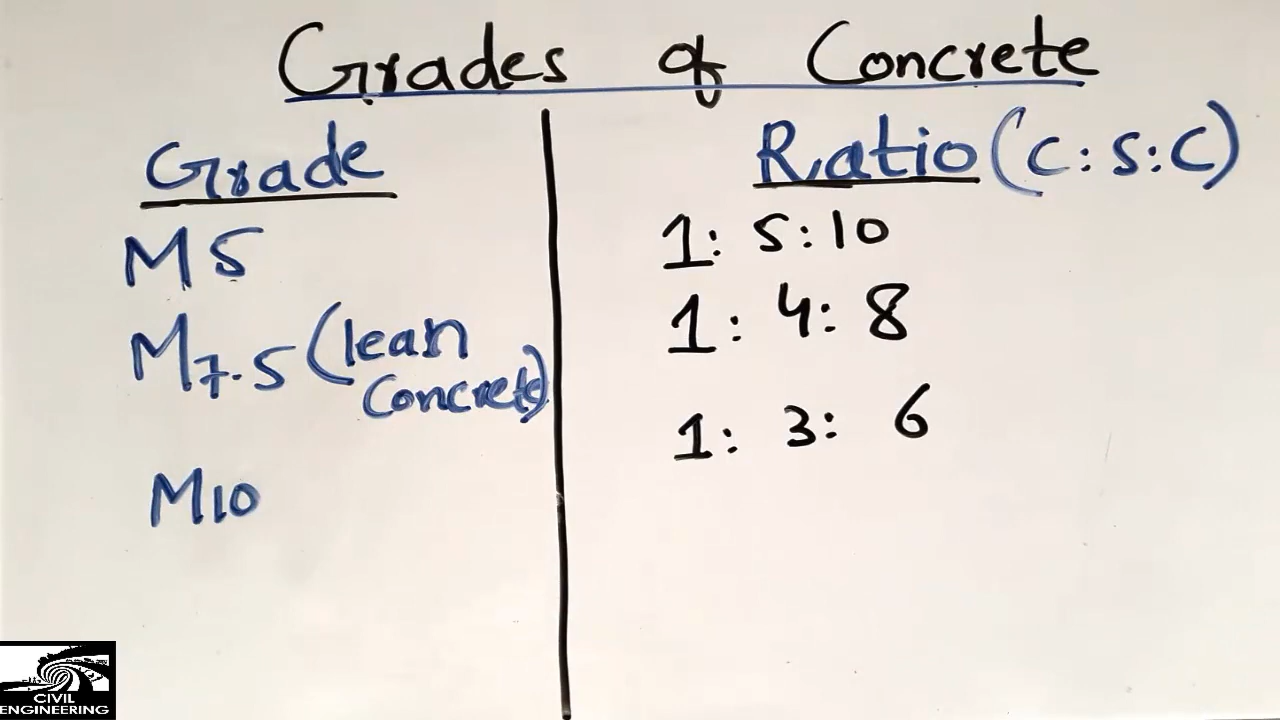 Grades of Concrete
Grade
Ratio (C:S:C)
M5
1: 5:10
M7.5 (lean
concrete)
1: 4: 8
M10
1: 3: 6
CIVIL
ENGINEERING